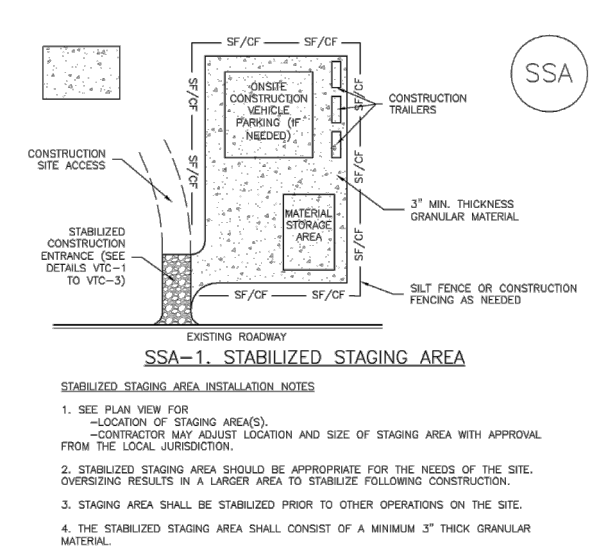 SF/CF
SF/CF
SSA
SF/CF
ONSITE
CONSTRUCTION
VEHICLE
PARKING (IF
NEEDED)
SF/CF
CONSTRUCTION
TRAILERS
CONSTRUCTION
SITE ACCESS
SF/CF
SF/CF
3" MIN. THICKNESS
GRANULAR MATERIAL
MATERIAL
STORAGE
AREA
STABILIZED
CONSTRUCTION
ENTRANCE (SEE
DETAILS VTC-1
TO VTC-3)
SF/CF
SF/CF
SF/CF
SILT FENCE OR CONSTRUCTION
FENCING AS NEEDED
EXISTING ROADWAY
SSA-1. STABILIZED STAGING AREA
STABILIZED STAGING AREA INSTALLATION NOTES
1. SEE PLAN VIEW FOR
-LOCATION OF STAGING AREA(S).
-CONTRACTOR MAY ADJUST LOCATION AND SIZE OF STAGING AREA WITH APPROVAL
FROM THE LOCAL JURISDICTION.
2. STABILIZED STAGING AREA SHOULD BE APPROPRIATE FOR THE NEEDS OF THE SITE.
OVERSIZING RESULTS IN A LARGER AREA TO STABILIZE FOLLOWING CONSTRUCTION.
3. STAGING AREA SHALL BE STABILIZED PRIOR TO OTHER OPERATIONS ON THE SITE.
4. THE STABILIZED STAGING AREA SHALL CONSIST OF A MINIMUM 3" THICK GRANULAR
MATERIAL.